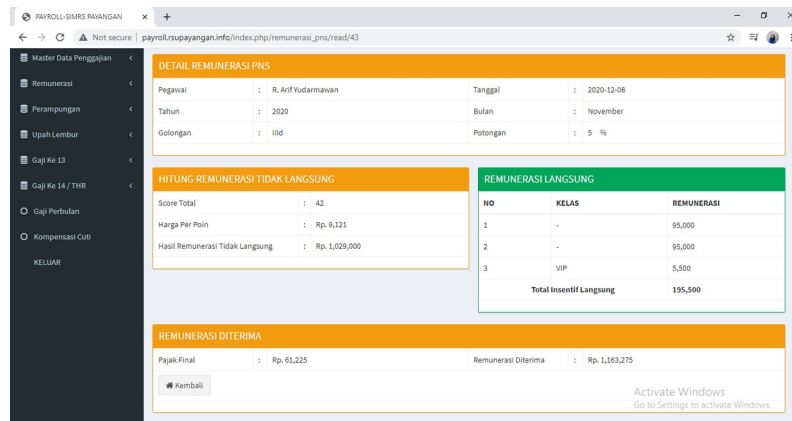 PAYROLL-SIMRS PAYANGAN
Not secure | payroll.rsupayangan.info/index.php/remunerasi_pns/read/43
Master Data Penggajian
Remunerasi
Perampungan
Upah Lembur
Gaji Ke 13
Gaji Ke 14 / THR
Gaji Perbulan
Kompensasi Cuti
KELUAR
DETAIL REMUNERASI PNS
Pegawai : R. Arif Yudarmawan Tanggal : 2020-12-08
Tahun : 2020 Bulan : November
Golongan : IIId Potongan : 5 %
HITUNG REMUNERASI TIDAK LANGSUNG
Score Total : 42
Harga Per Poin : Rp. 9,121
Hasil Remunerasi Tidak Langsung : Rp. 1,029,000
REMUNERASI LANGSUNG
NO KELAS REMUNERASI
1 - 95,000
2 - 95,000
3 VIP 5,500
Total Insentif Langsung 195,500
REMUNERASI DITERIMA
Pajak Final : Rp. 61,225 Remunerasi Diterima : Rp. 1,163,275
Kembali
Activate Windows
Go to Settings to activate Windows.